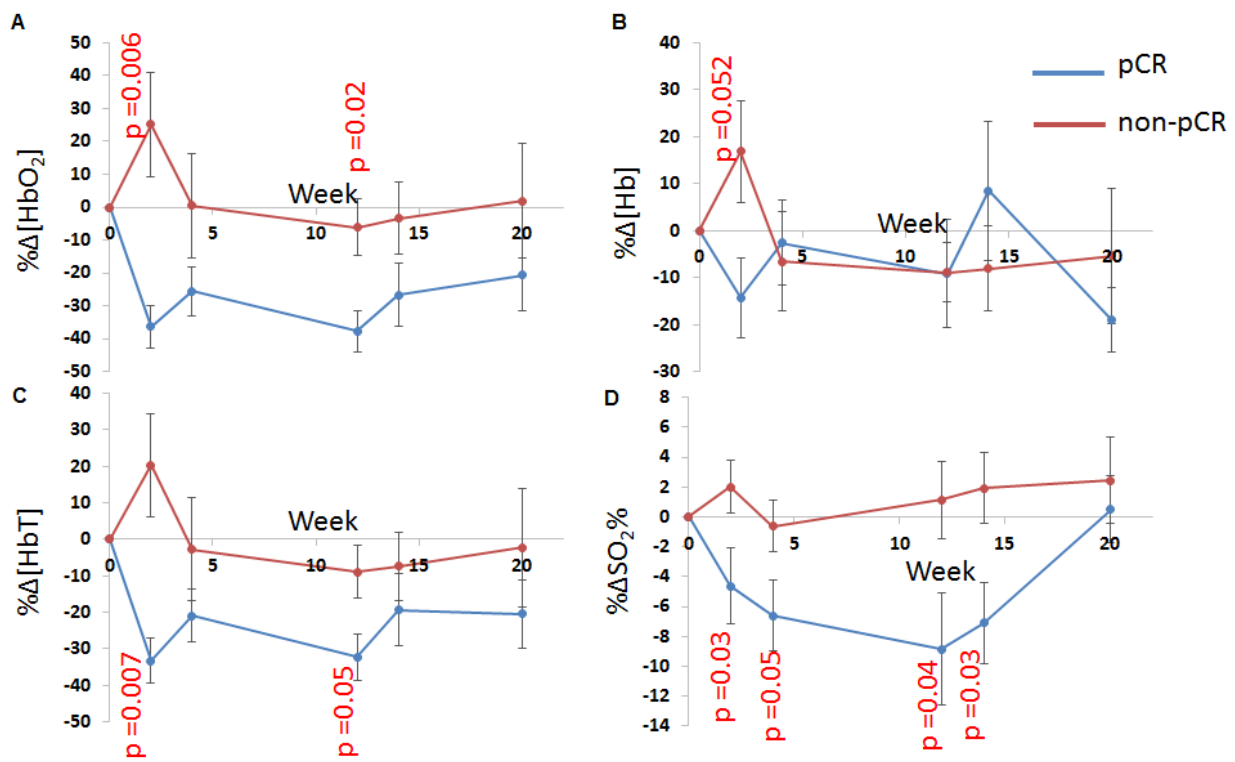 A
%Δ[HbO₂]
50
40
30
20
10
0
-10
-20
-30
-40
-50
0
5
10
15
20
Week
p =0.006
p =0.02
B
%Δ[Hb]
40
30
20
10
0
-10
-20
-30
0
5
10
15
20
Week
p =0.052
pCR
non-pCR
C
%Δ[HbT]
40
30
20
10
0
-10
-20
-30
-40
-50
0
5
10
15
20
Week
p =0.007
p =0.05
D
%ΔSO₂%
8
6
4
2
0
-2
-4
-6
-8
-10
-12
-14
0
5
10
15
20
Week
p =0.03
p =0.05
p =0.04
p =0.03